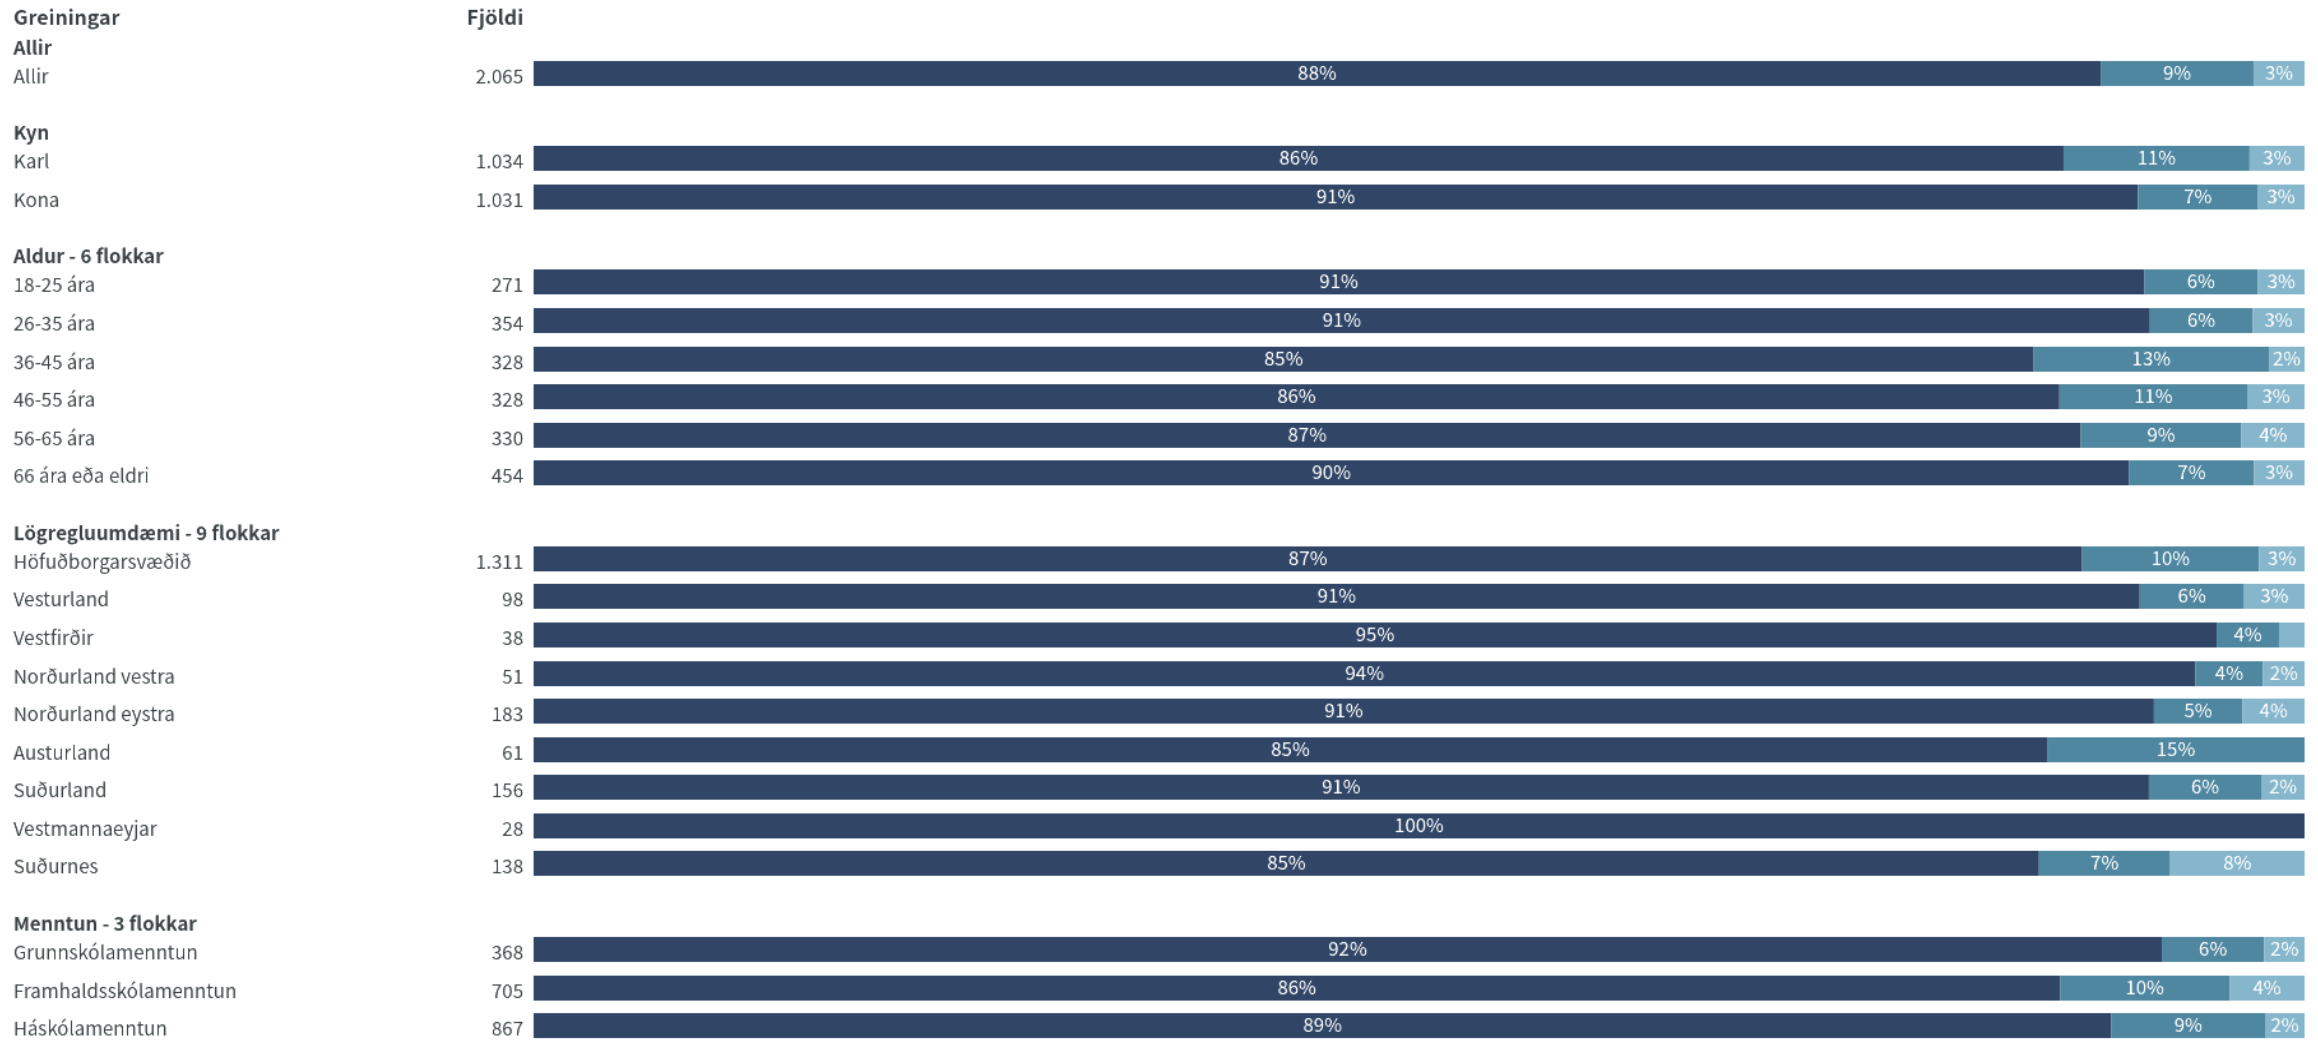 Greiningar Fjöldi
Allir
Allir 2.065 88% 9% 3%
Kyn
Karl 1.034 86% 11% 3%
Kona 1.031 91% 7% 3%
Aldur - 6 flokkar
18-25 ára 271 91% 6% 3%
26-35 ára 354 91% 6% 3%
36-45 ára 328 85% 13% 2%
46-55 ára 328 86% 11% 3%
56-65 ára 330 87% 9% 4%
66 ára eða eldri 454 90% 7% 3%
Lögregluumdæmi - 9 flokkar
Höfuðborgarsvæðið 1.311 87% 10% 3%
Vesturland 98 91% 6% 3%
Vestfirðir 38 95% 4%
Norðurland vestra 51 94% 4% 2%
Norðurland eystra 183 91% 5% 4%
Austurland 61 85% 15%
Suðurland 156 91% 6% 2%
Vestmannaeyjar 28 100%
Suðurnes 138 85% 7% 8%
Menntun - 3 flokkar
Grunnskólamenntun 368 92% 6% 2%
Framhaldsskólamenntun 705 86% 10% 4%
Háskólamenntun 867 89% 9% 2%